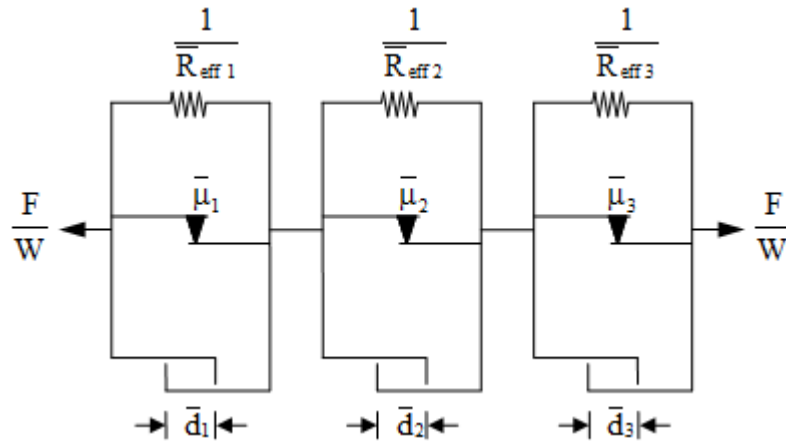 1 1 1
R̅eff 1 R̅eff 2 R̅eff 3
F μ̅1 μ̅2 μ̅3 F
W W
d̅1 d̅2 d̅3